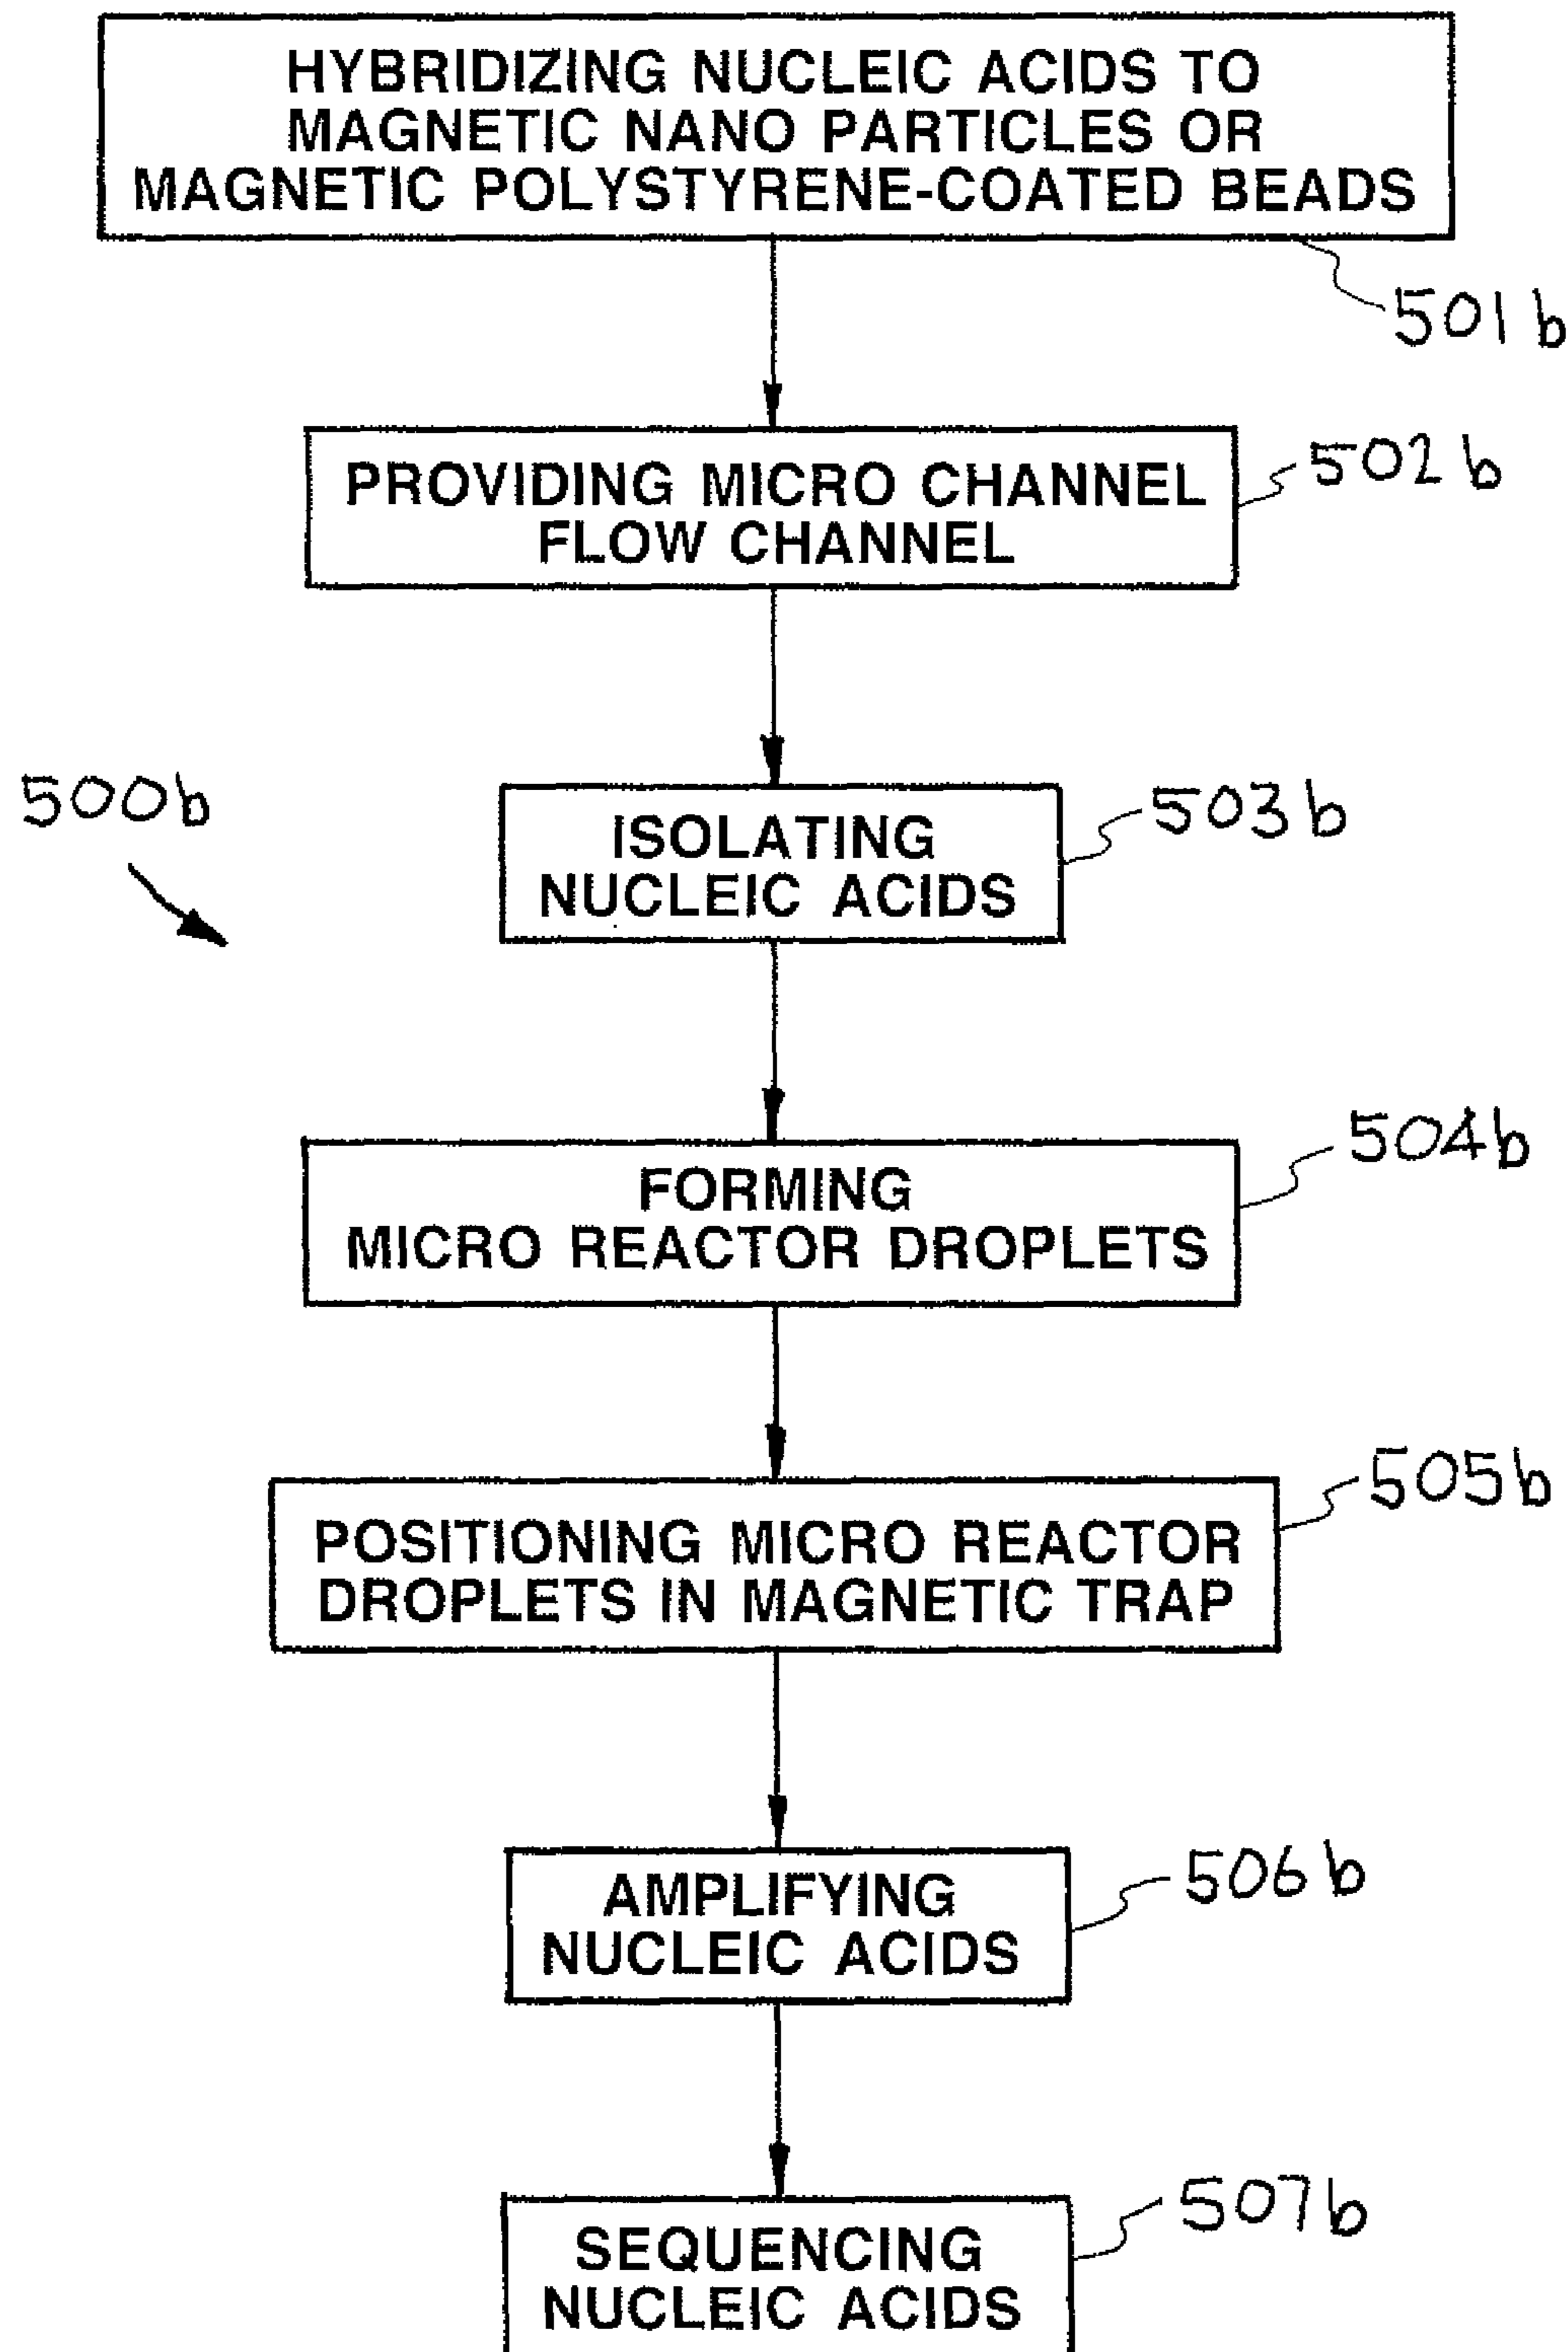 HYBRIDIZING NUCLEIC ACIDS TO
MAGNETIC NANO PARTICLES OR
MAGNETIC POLYSTYRENE-COATED BEADS
501b
PROVIDING MICRO CHANNEL
FLOW CHANNEL
502b
500b
ISOLATING
NUCLEIC ACIDS
503b
FORMING
MICRO REACTOR DROPLETS
504b
POSITIONING MICRO REACTOR
DROPLETS IN MAGNETIC TRAP
505b
AMPLIFYING
NUCLEIC ACIDS
506b
SEQUENCING
NUCLEIC ACIDS
507b